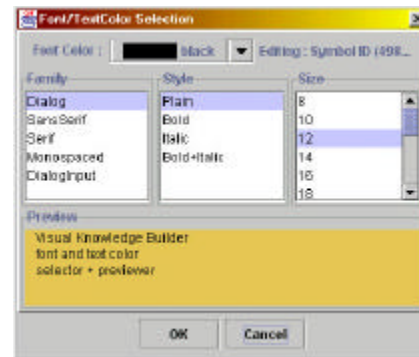 Font/TextColor Selection
Font Color : black Editing : Symbol ID (498...
Family
Dialog
SansSerif
Serif
Monospaced
DialogInput
Style
Plain
Bold
Italic
Bold+Italic
Size
8
10
12
14
16
18
Preview
Visual Knowledge Builder
font and text color
selector + previewer
OK Cancel